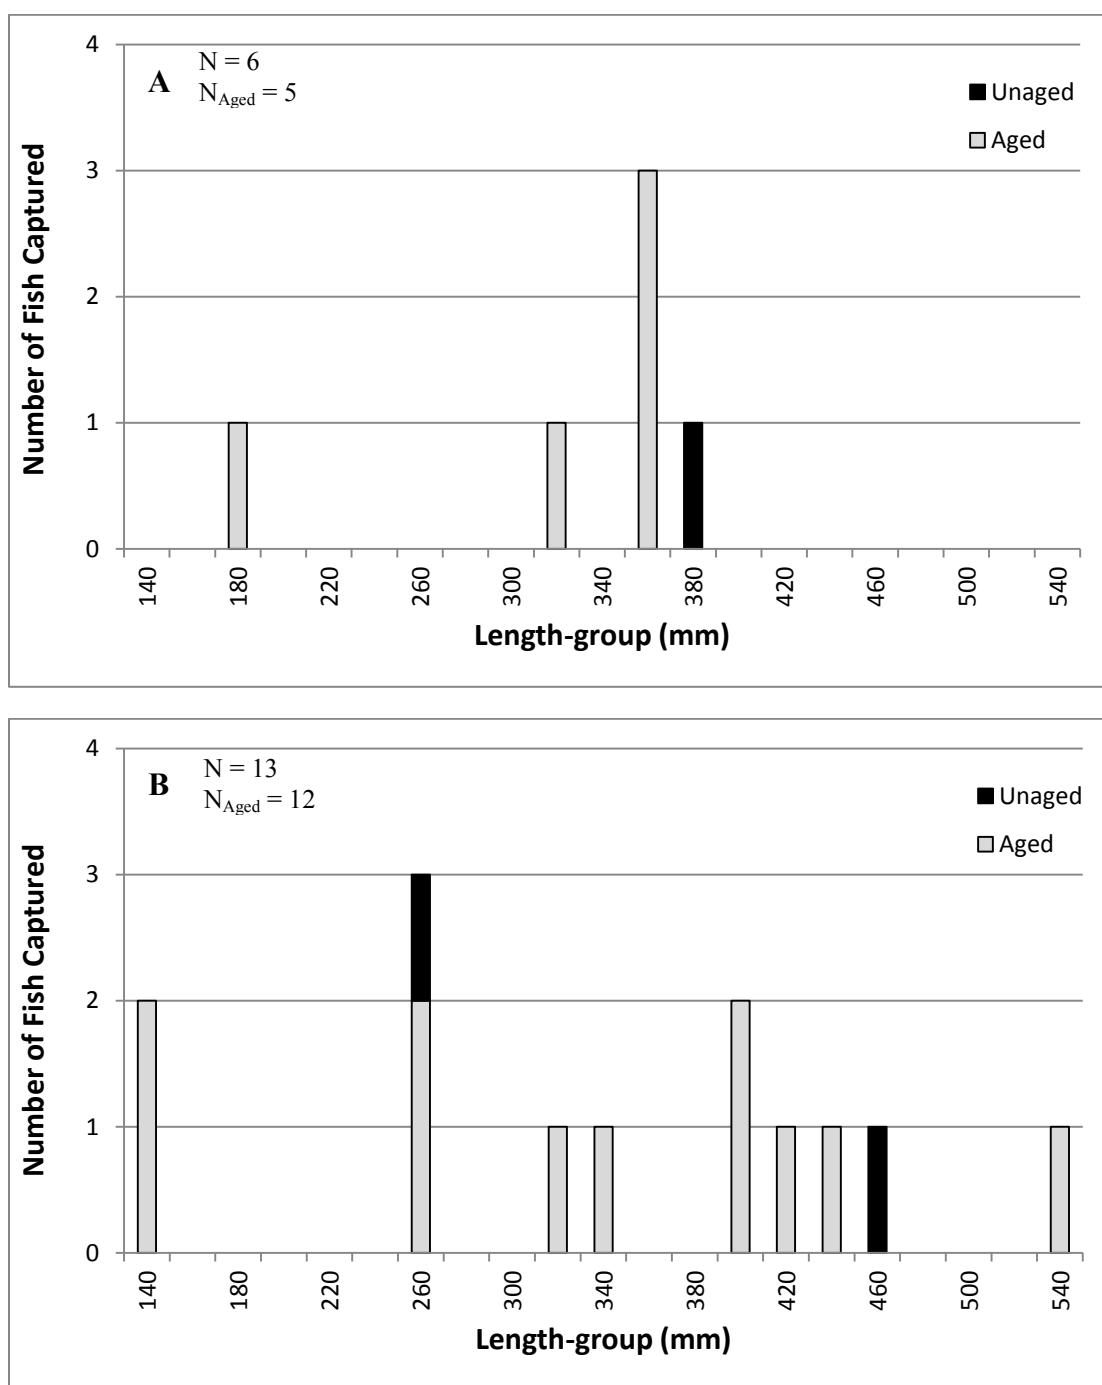 4
3
2
1
0
Number of Fish Captured
A
N = 6
N_Aged = 5
Unaged
Aged
140 180 220 260 300 340 380 420 460 500 540
Length-group (mm)
4
3
2
1
0
Number of Fish Captured
B
N = 13
N_Aged = 12
Unaged
Aged
140 180 220 260 300 340 380 420 460 500 540
Length-group (mm)